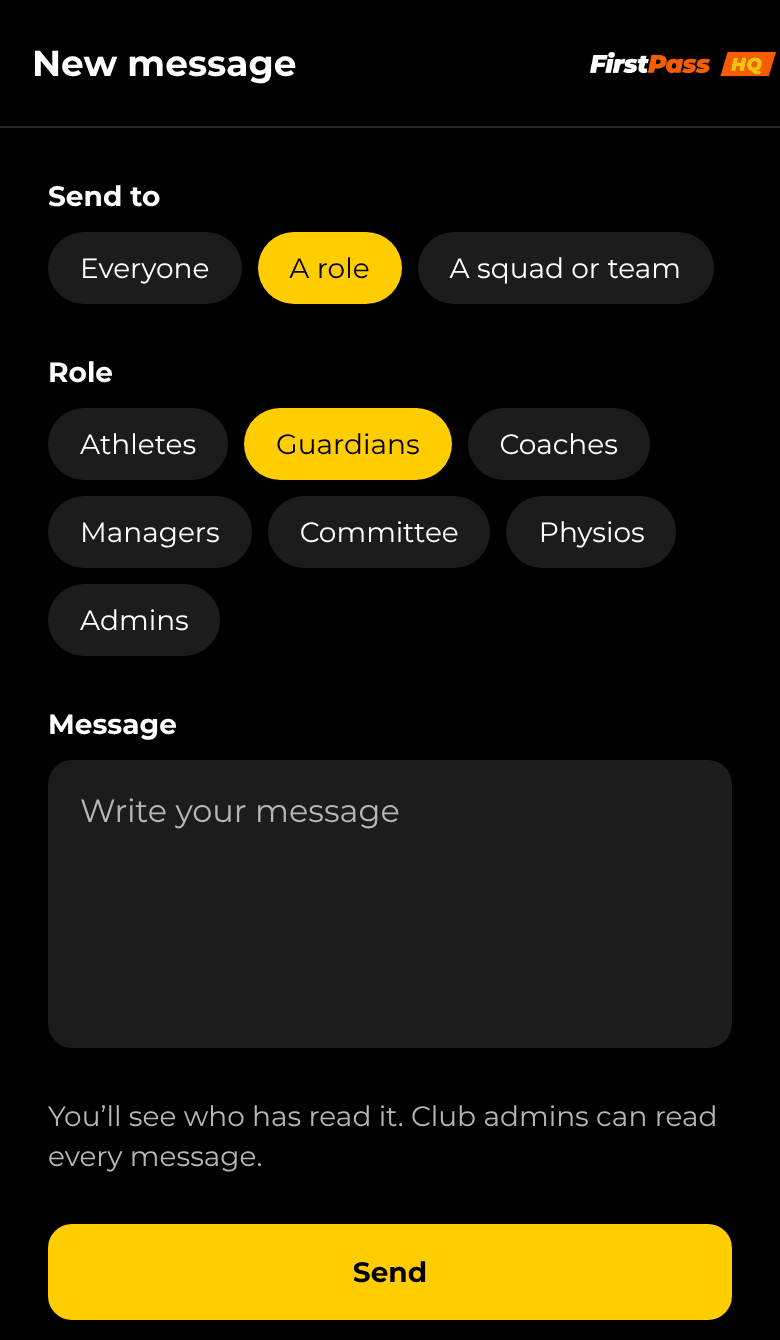 New message
FirstPass HQ
Send to
Everyone A role A squad or team
Role
Athletes Guardians Coaches
Managers Committee Physios
Admins
Message
Write your message
You’ll see who has read it. Club admins can read
every message.
Send